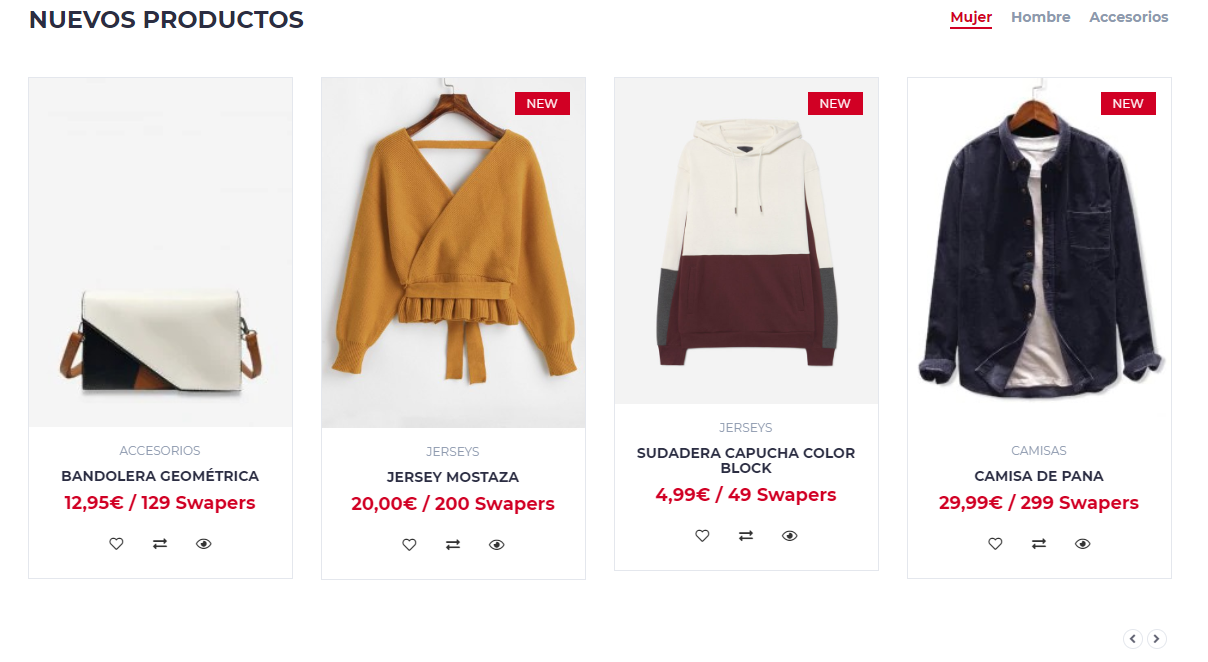 NUEVOS PRODUCTOS
Mujer Hombre Accesorios
NEW
NEW
NEW
ACCESORIOS
BANDOLERA GEOMÉTRICA
12,95€ / 129 Swapers
JERSEYS
JERSEY MOSTAZA
20,00€ / 200 Swapers
JERSEYS
SUDADERA CAPUCHA COLOR
BLOCK
4,99€ / 49 Swapers
CAMISAS
CAMISA DE PANA
29,99€ / 299 Swapers